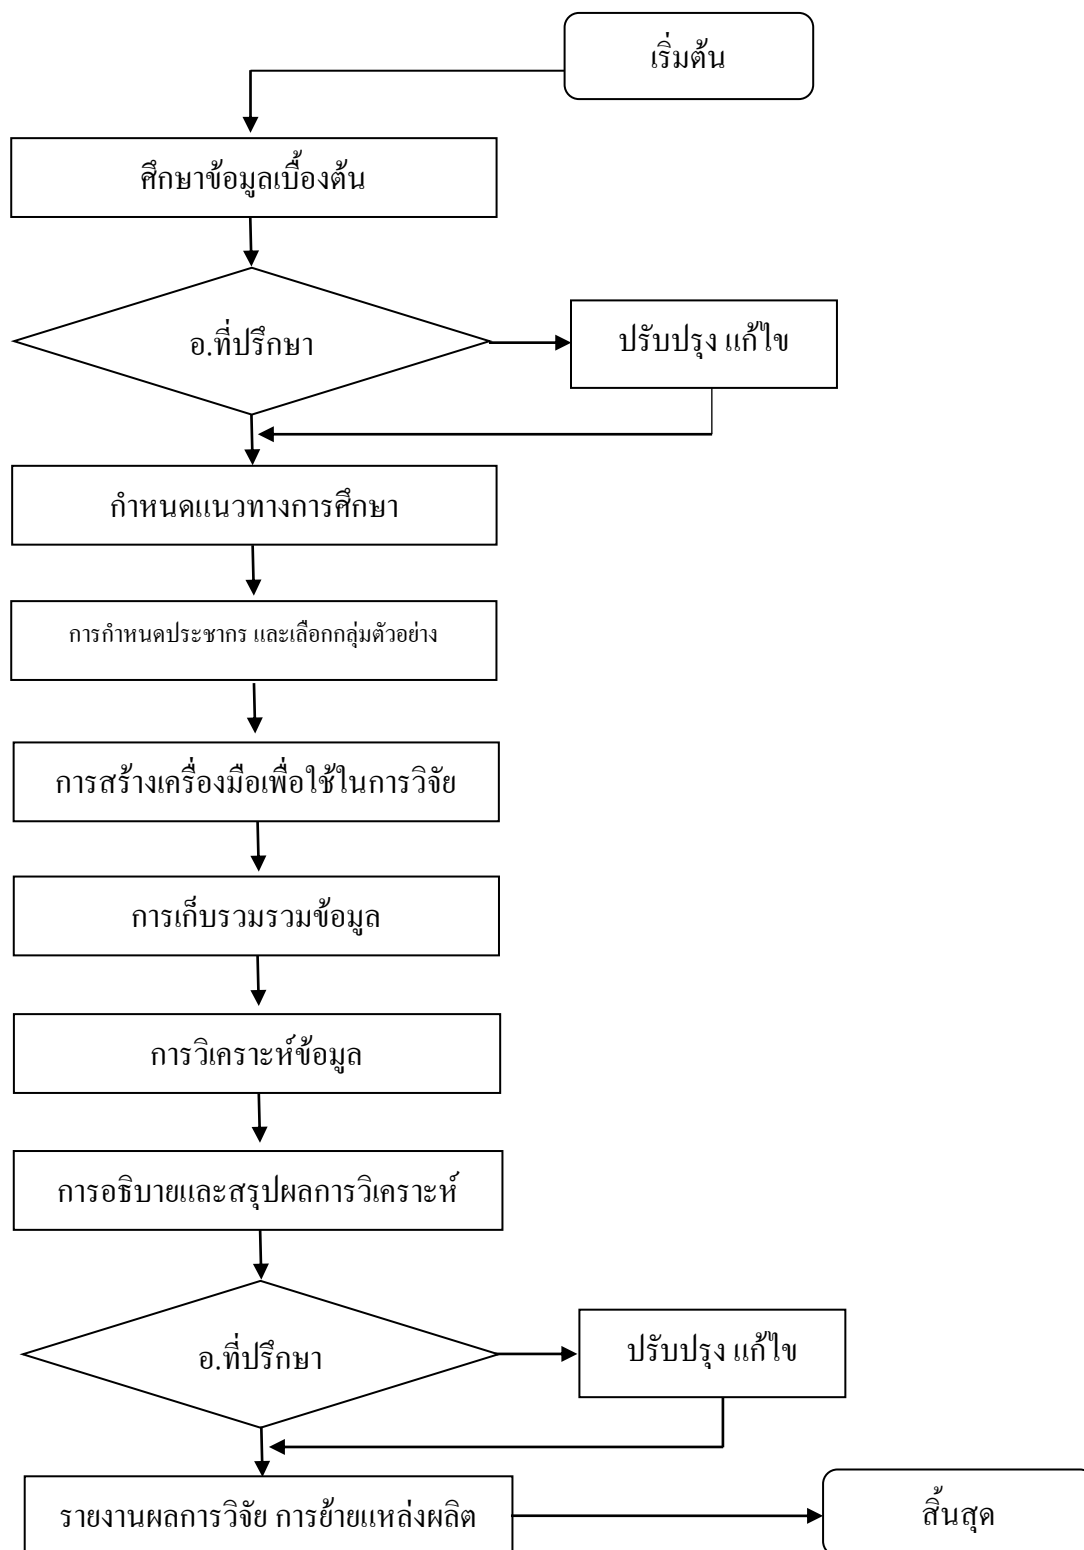 เริ่มต้น
ศึกษาข้อมูลเบื้องต้น
อ.ที่ปรึกษา
ปรับปรุง แก้ไข
กำหนดแนวทางการศึกษา
การกำหนดประชากร และเลือกกลุ่มตัวอย่าง
การสร้างเครื่องมือเพื่อใช้ในการวิจัย
การเก็บรวมรวมข้อมูล
การวิเคราะห์ข้อมูล
การอธิบายและสรุปผลการวิเคราะห์
อ.ที่ปรึกษา
ปรับปรุง แก้ไข
รายงานผลการวิจัย การย้ายแหล่งผลิต
สิ้นสุด